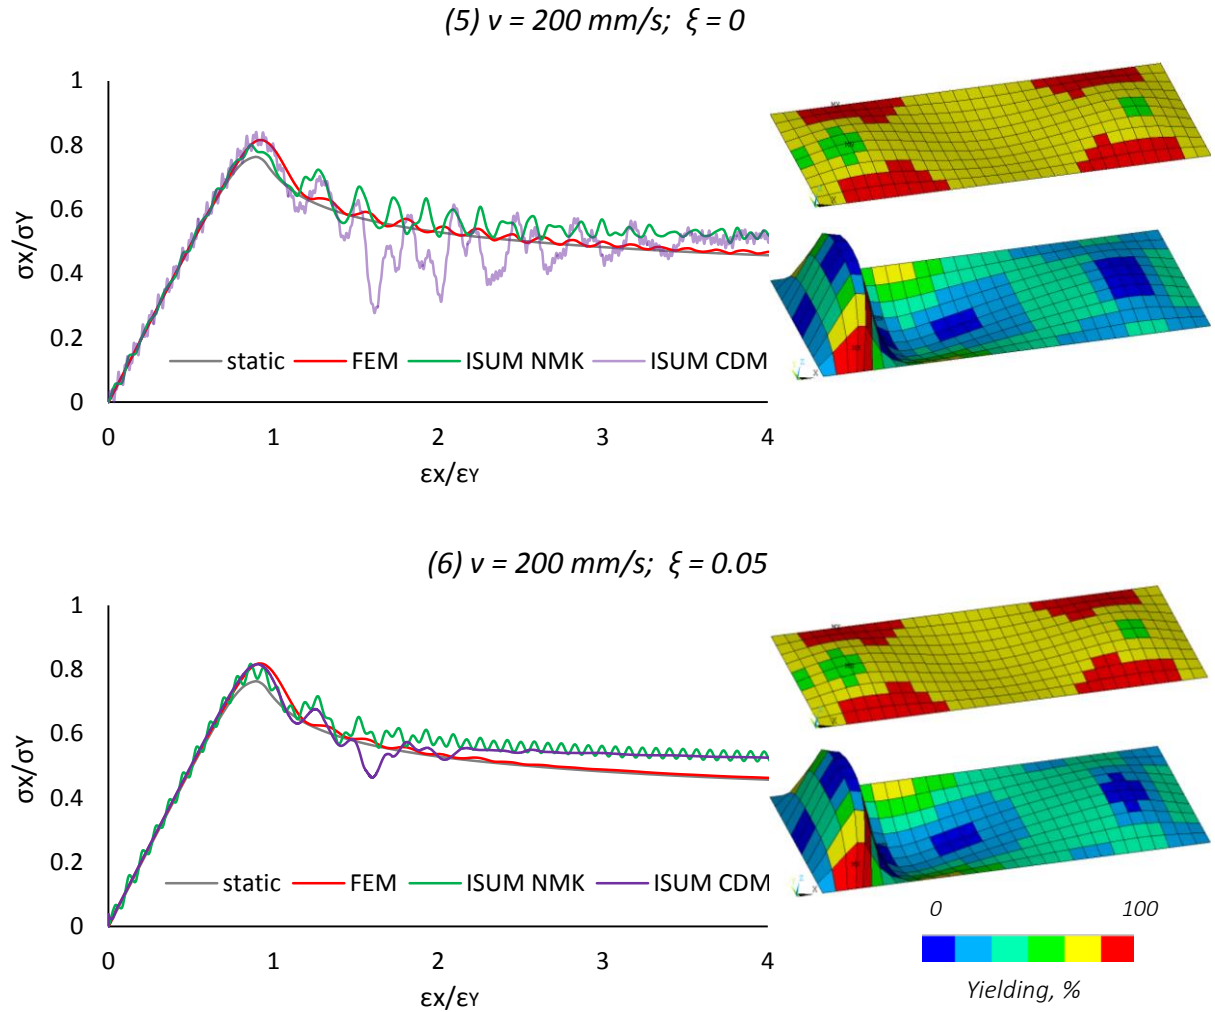 (5) v = 200 mm/s; ξ = 0
1
0.8
0.6
0.4
0.2
0
σx/σY
static FEM ISUM NMK ISUM CDM
0 1 2 3 4
εx/εY
(6) v = 200 mm/s; ξ = 0.05
1
0.8
0.6
0.4
0.2
0
σx/σY
static FEM ISUM NMK ISUM CDM
0 1 2 3 4
εx/εY
0 100
Yielding, %